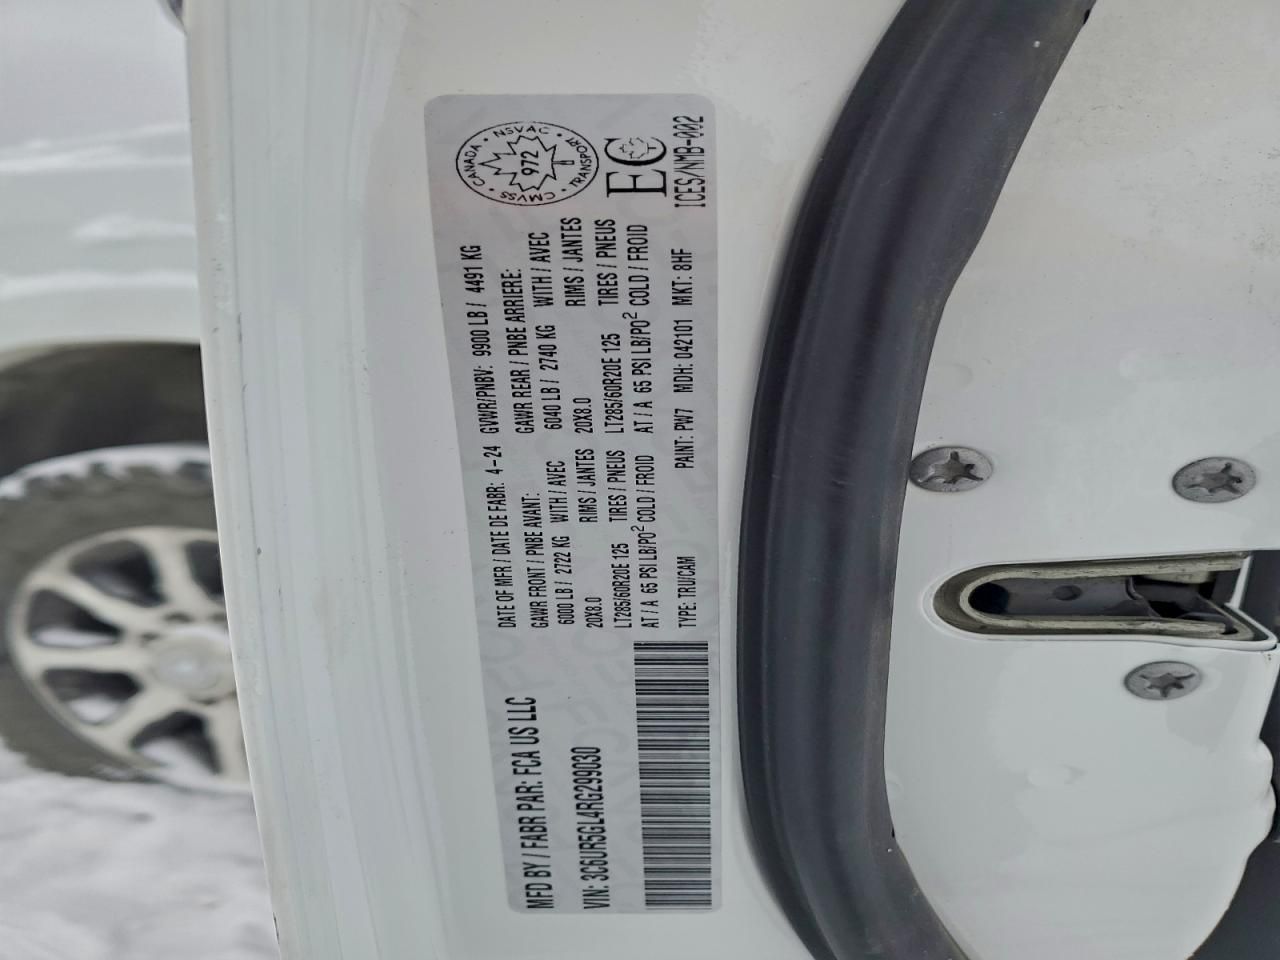 MFD BY / FABR PAR: FCA US LLC
DATE OF MFR / DATE DE FABR: 4-24 GVWR/PNBV: 9900 LB / 4491 KG
GAWR FRONT / PNBE AVANT: GAWR REAR / PNBE ARRIERE:
6000 LB / 2722 KG WITH / AVEC 6040 LB / 2740 KG WITH / AVEC
20X8.0 RIMS / JANTES 20X8.0 RIMS / JANTES
LT285/60R20E 125 TIRES / PNEUS LT285/60R20E 125 TIRES / PNEUS
AT / A 65 PSI LB/PO² COLD / FROID AT / A 65 PSI LB/PO² COLD / FROID
VIN: 3C6UR5GL4RG299030
TYPE: TRU/CAM PAINT: PW7 MDH: 042101 MKT: 8HF
CANADA · NSVAC · TRANSPORT · CMVSS
972
EC
ICES/NMB-002